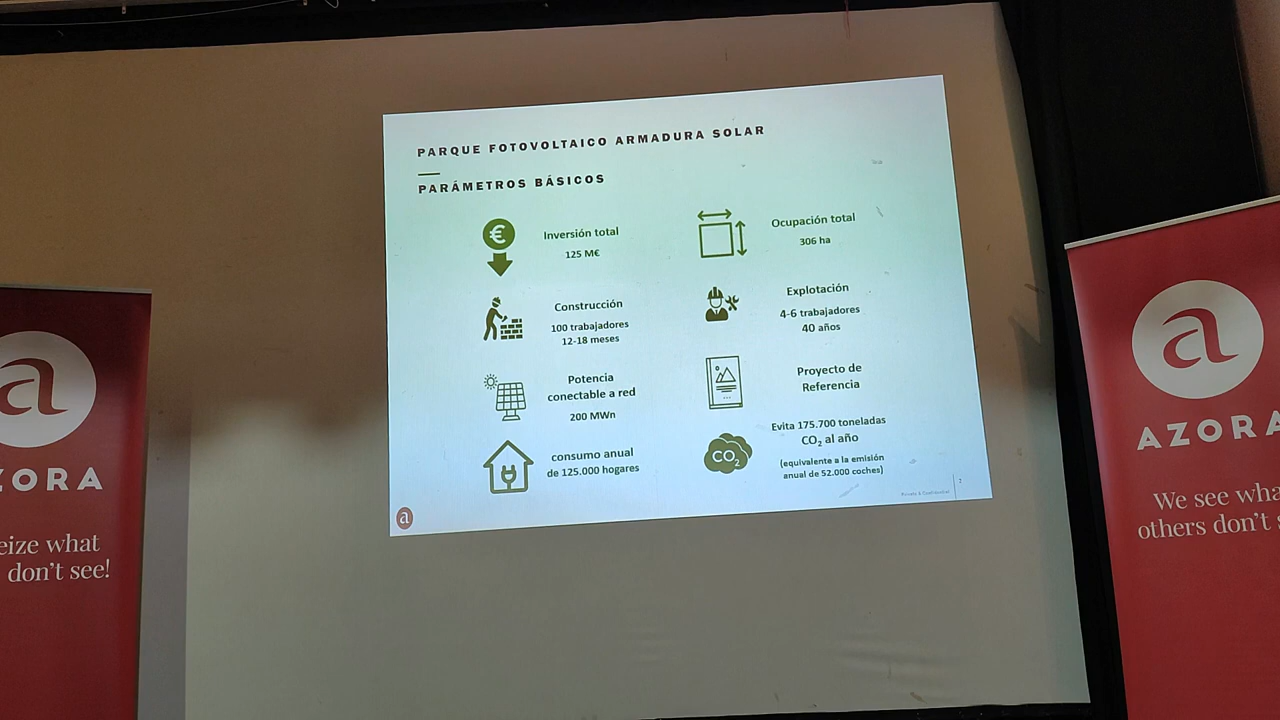 PARQUE FOTOVOLTAICO ARMADURA SOLAR
PARÁMETROS BÁSICOS
€
Inversión total
125 M€
Ocupación total
306 ha
Construcción
100 trabajadores
12-18 meses
Explotación
4-6 trabajadores
40 años
Potencia
conectable a red
200 MWn
Proyecto de
Referencia
consumo anual
de 125.000 hogares
CO2
Evita 175.700 toneladas
CO2 al año
(equivalente a la emisión
anual de 52.000 coches)
Private & Confidential
a
a
ZORA
eize what
don't see!
a
AZORA
We see wha
others don't s